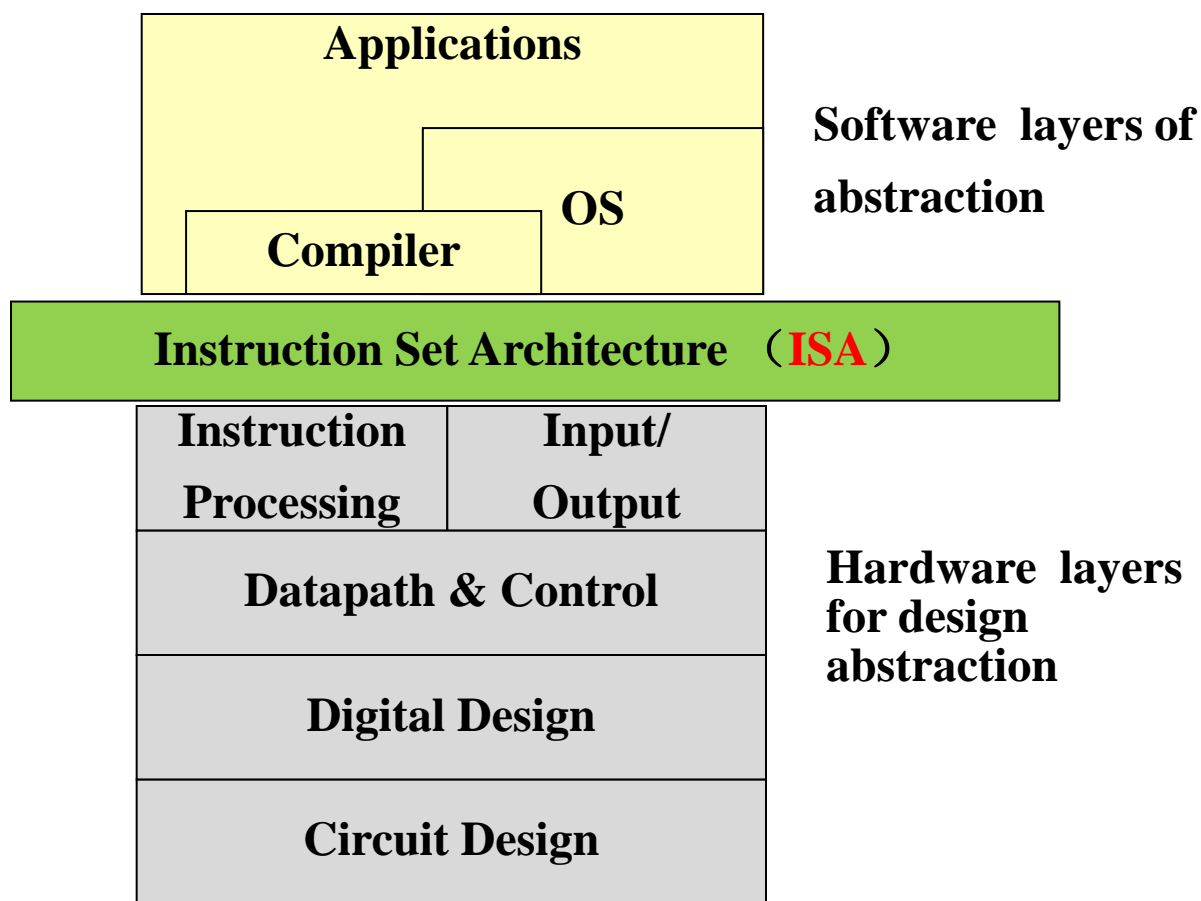 Applications
Software layers of
abstraction
OS
Compiler
Instruction Set Architecture （ISA）
Instruction
Processing
Input/
Output
Datapath & Control
Hardware layers
for design
abstraction
Digital Design
Circuit Design